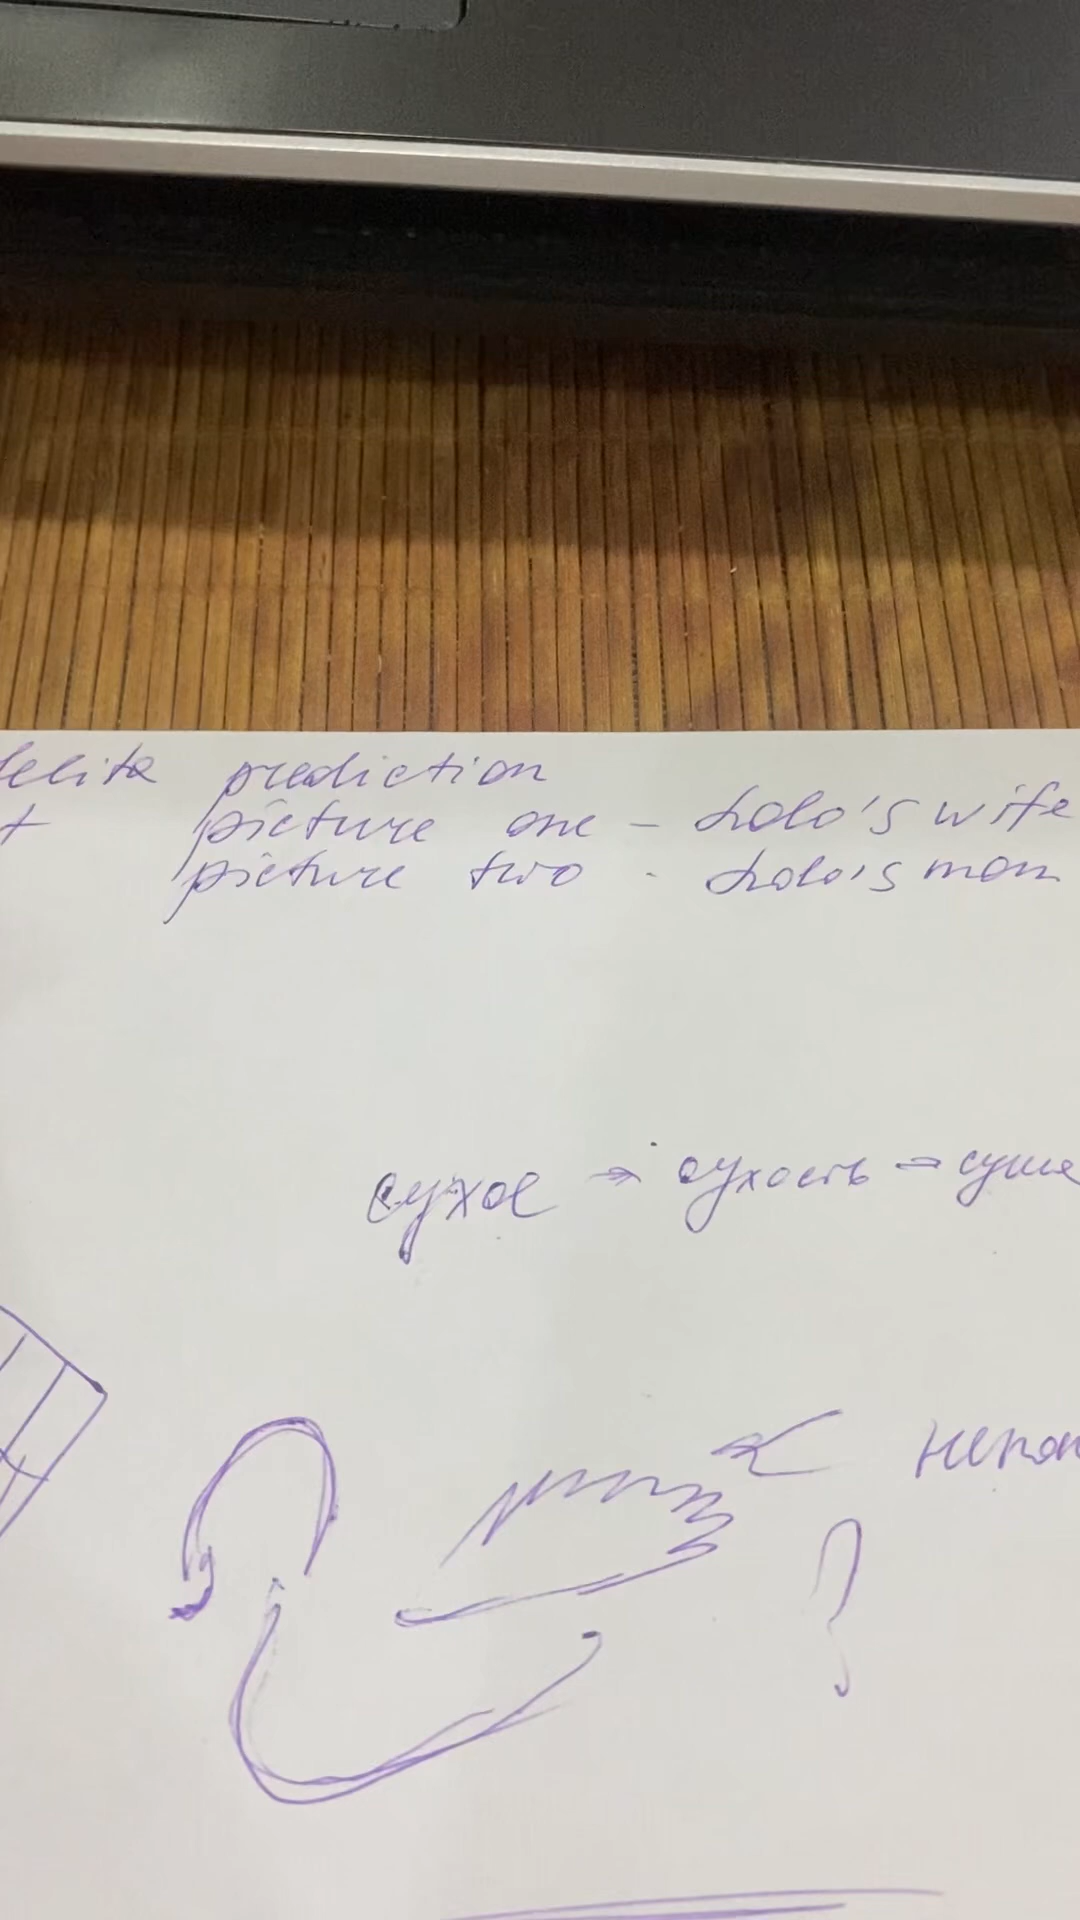 prediction
picture one - Lolo's wife
picture two - Lolo's mom
сухое → сухость → суше
?